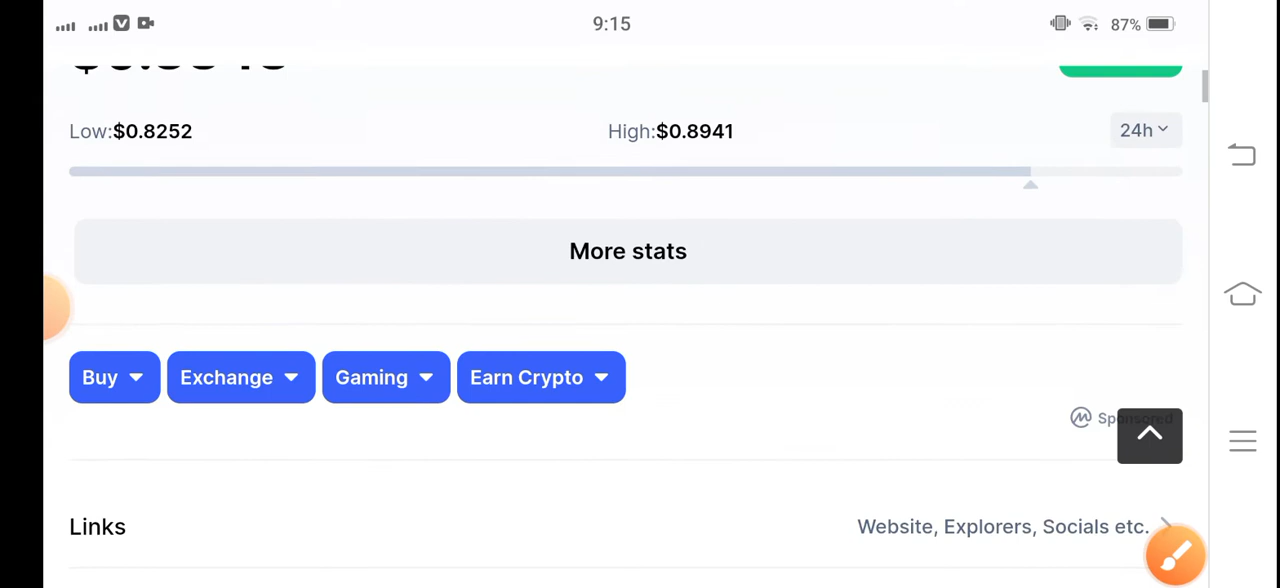 9:15
87%
Low:$0.8252
High:$0.8941
24h
More stats
Buy
Exchange
Gaming
Earn Crypto
Sponsored
Links
Website, Explorers, Socials etc.